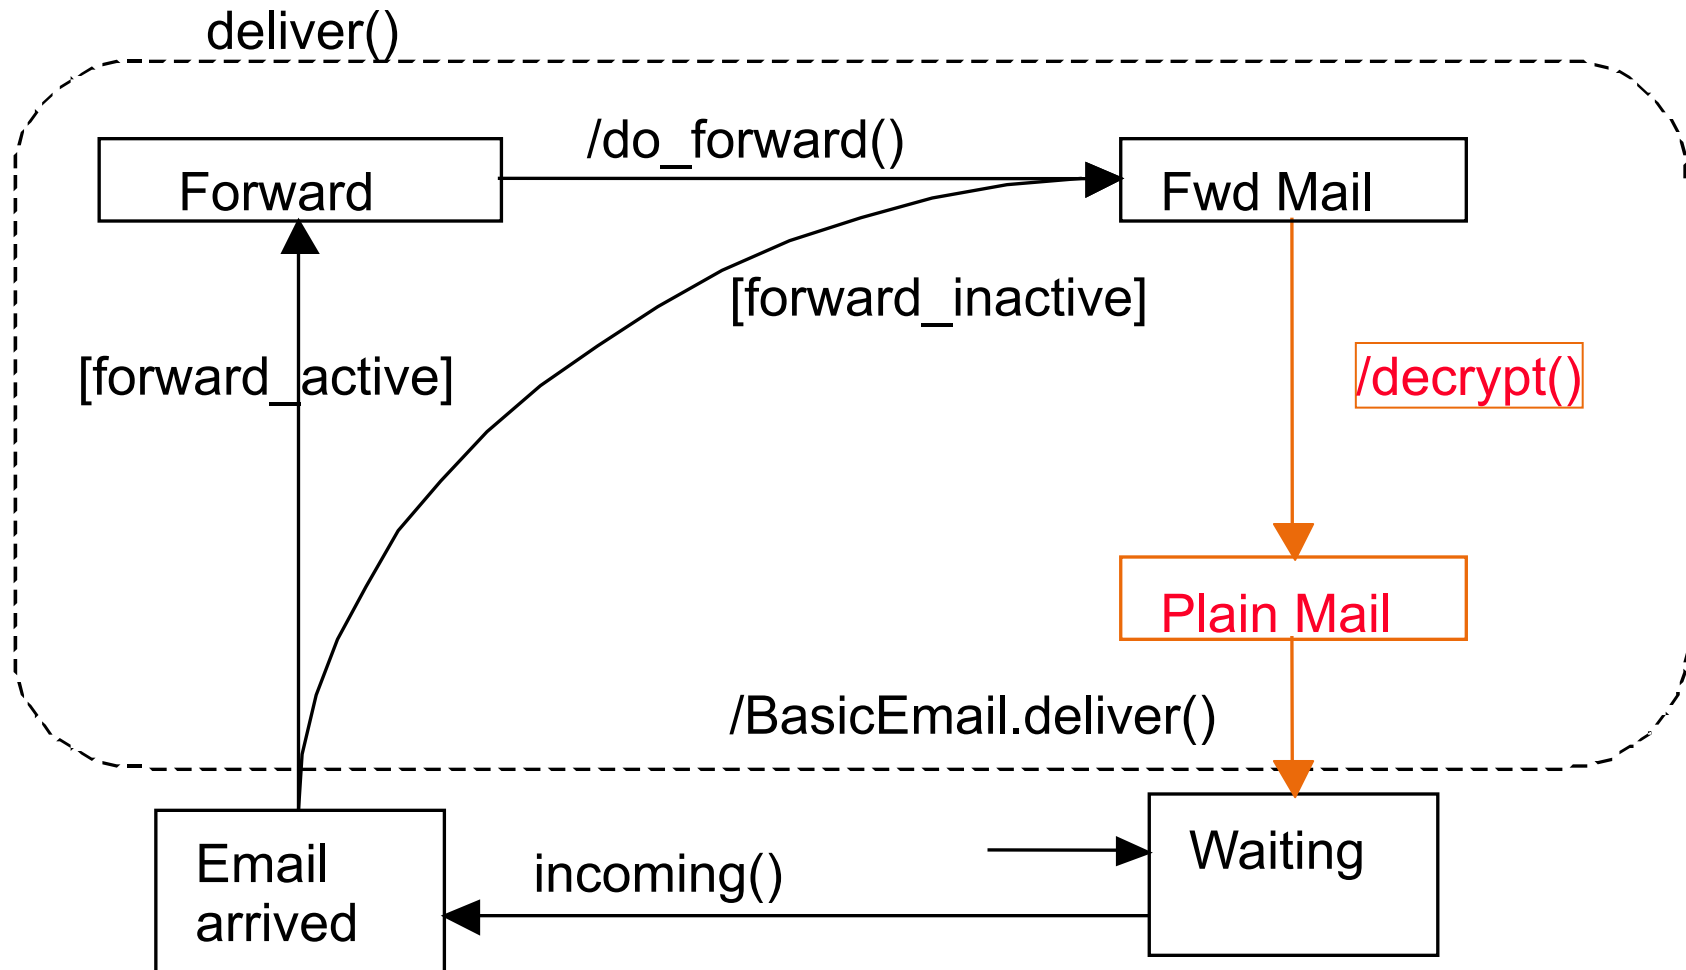 deliver()
/do_forward()
Forward
Fwd Mail
[forward_inactive]
[forward_active]
/decrypt()
Plain Mail
/BasicEmail.deliver()
Email
arrived
incoming()
Waiting